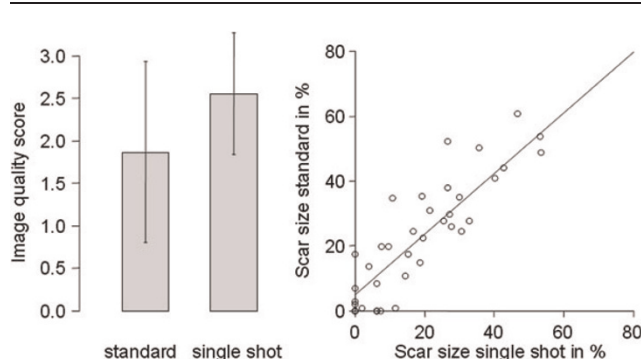 Image quality score
3.0
2.5
2.0
1.5
1.0
0.5
0.0
standard single shot
Scar size standard in %
80
60
40
20
0
0 20 40 60 80
Scar size single shot in %